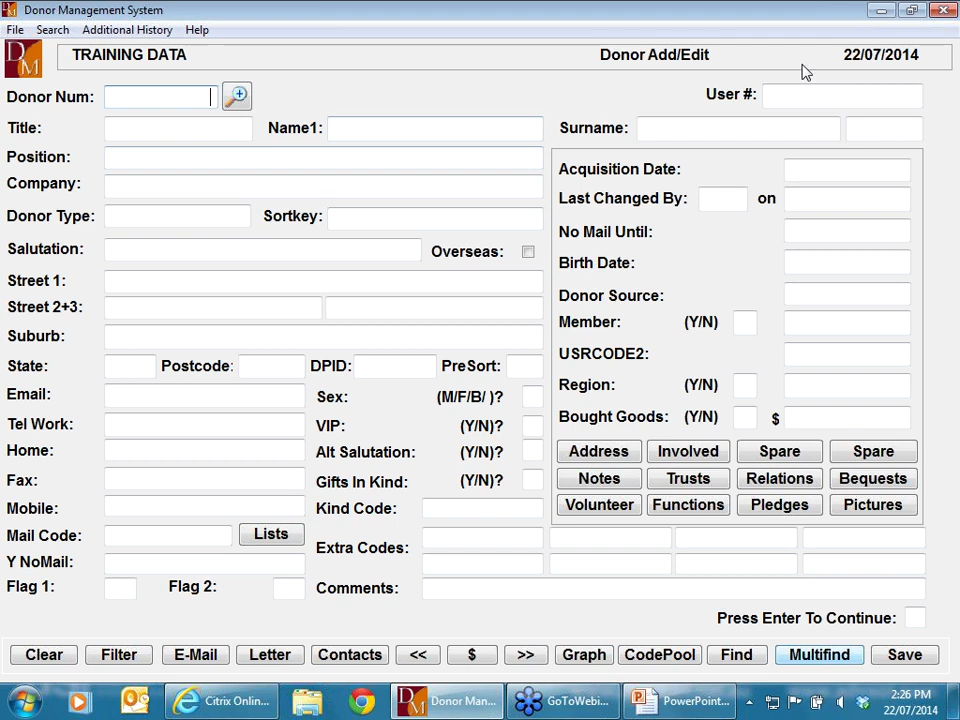 Donor Management System
File Search Additional History Help
DM TRAINING DATA Donor Add/Edit 22/07/2014
Donor Num: User #:
Title: Name1: Surname:
Position:
Company:
Donor Type: Sortkey:
Salutation: Overseas:
Street 1:
Street 2+3:
Suburb:
State: Postcode: DPID: PreSort:
Email:
Tel Work:
Home:
Fax:
Mobile:
Mail Code: Lists
Y NoMail:
Flag 1: Flag 2:
Sex: (M/F/B/ )?
VIP: (Y/N)?
Alt Salutation: (Y/N)?
Gifts In Kind: (Y/N)?
Kind Code:
Extra Codes:
Comments:
Acquisition Date:
Last Changed By: on
No Mail Until:
Birth Date:
Donor Source:
Member: (Y/N)
USRCODE2:
Region: (Y/N)
Bought Goods: (Y/N) $
Address Involved Spare Spare
Notes Trusts Relations Bequests
Volunteer Functions Pledges Pictures
Press Enter To Continue:
Clear Filter E-Mail Letter Contacts << $ >> Graph CodePool Find Multifind Save
Citrix Onlin... Donor Man... GoToWebi... PowerPoint... 2:26 PM
22/07/2014